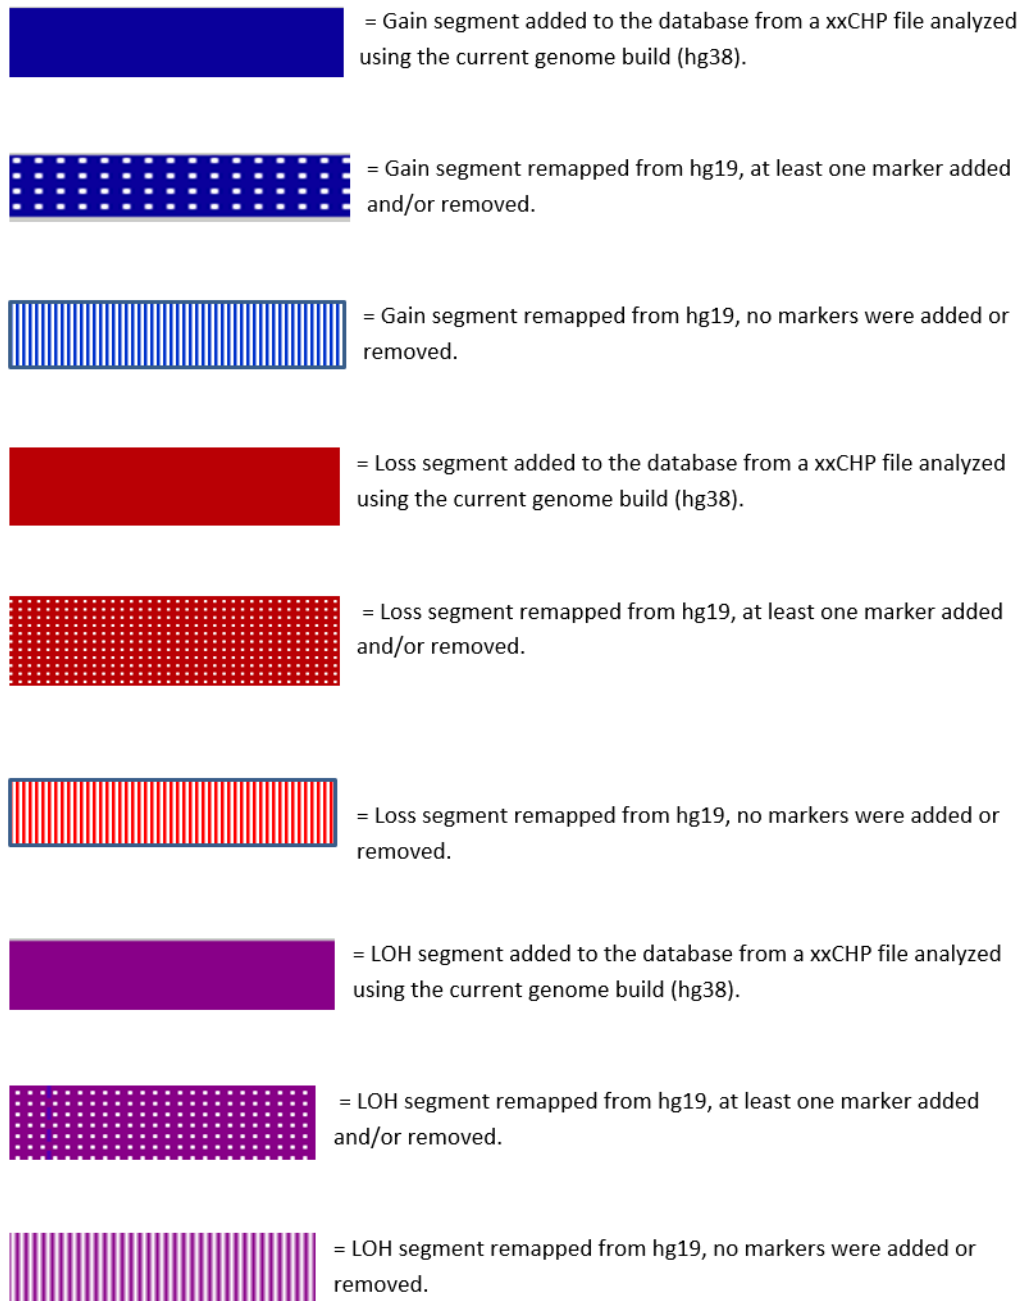 = Gain segment added to the database from a xxCHP file analyzed
using the current genome build (hg38).
= Gain segment remapped from hg19, at least one marker added
and/or removed.
= Gain segment remapped from hg19, no markers were added or
removed.
= Loss segment added to the database from a xxCHP file analyzed
using the current genome build (hg38).
= Loss segment remapped from hg19, at least one marker added
and/or removed.
= Loss segment remapped from hg19, no markers were added or
removed.
= LOH segment added to the database from a xxCHP file analyzed
using the current genome build (hg38).
= LOH segment remapped from hg19, at least one marker added
and/or removed.
= LOH segment remapped from hg19, no markers were added or
removed.